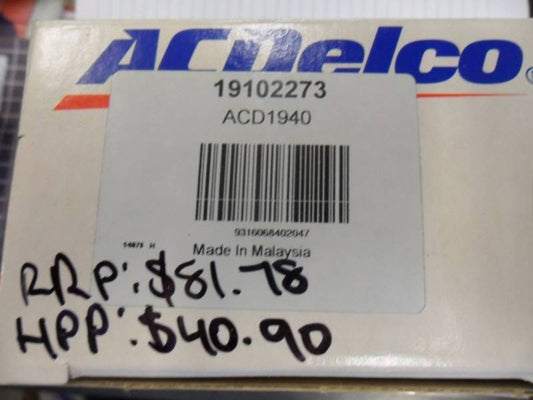 ACDelco
19102273
ACD1940
9316068402047
14678 H
Made In Malaysia
RRP: $81.78
HPP: $40.90